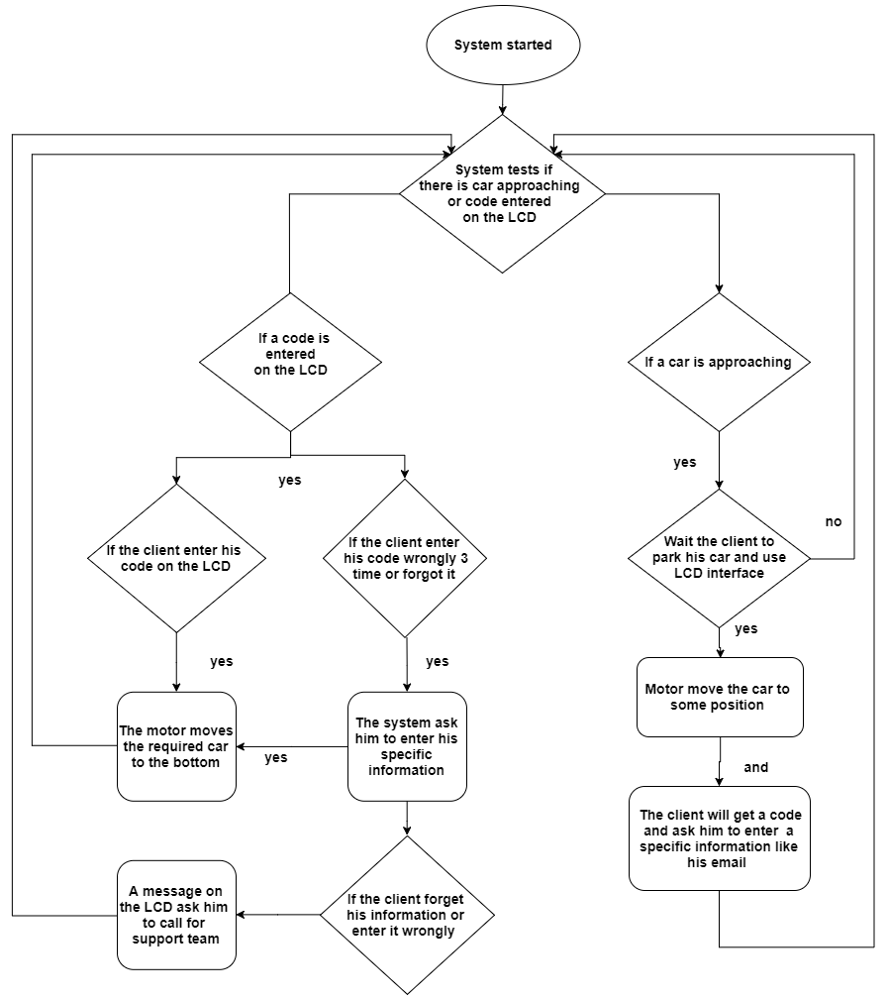 System started
System tests if
there is car approaching
or code entered
on the LCD
If a code is
entered
on the LCD
If a car is approaching
yes
yes
If the client enter his
code on the LCD
If the client enter
his code wrongly 3
time or forgot it
Wait the client to
park his car and use
LCD interface
no
yes
yes
yes
Motor move the car to
some position
The motor moves
the required car
to the bottom
yes
The system ask
him to enter his
specific
information
and
The client will get a code
and ask him to enter  a
specific information like
his email
A message on
the LCD ask him
to call for
support team
If the client forget
his information or
enter it wrongly